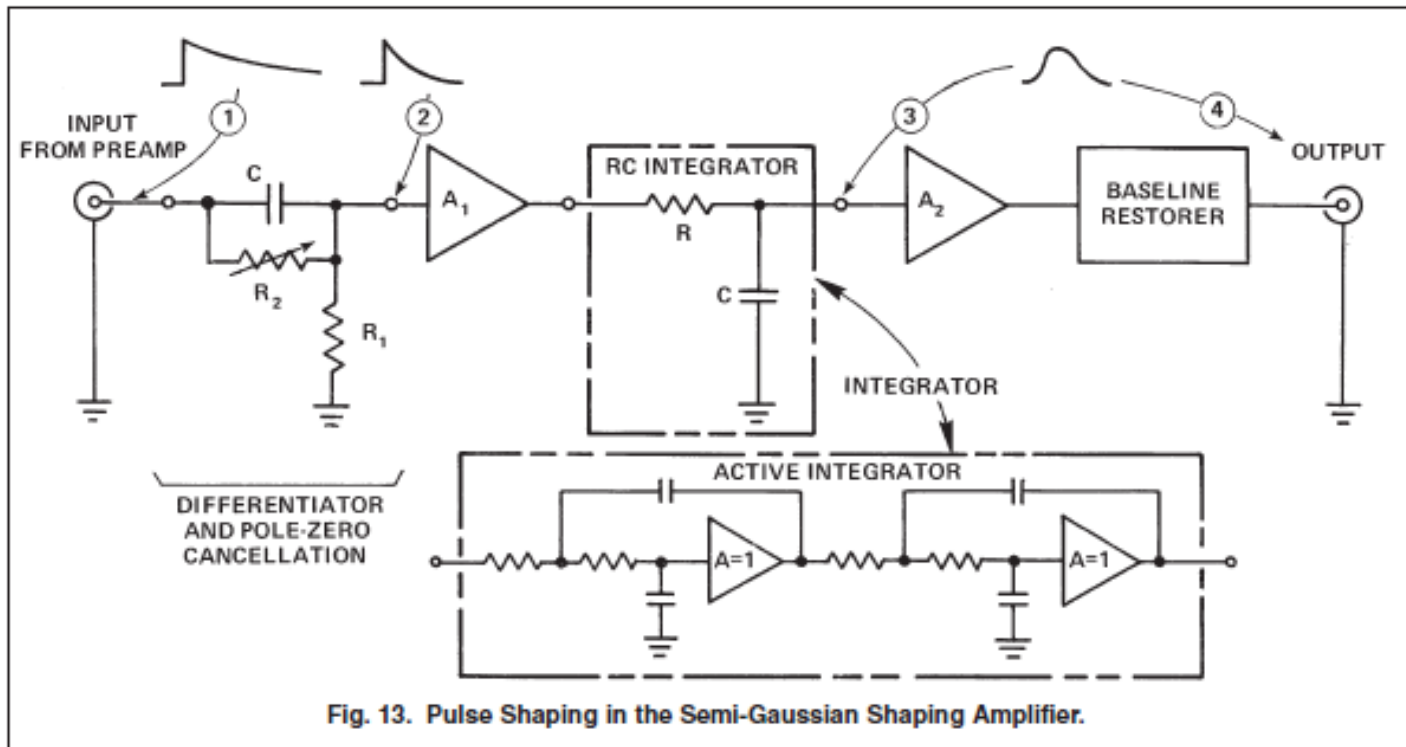 1
2
3
4
INPUT
FROM PREAMP
C
R₂
R₁
A₁
RC INTEGRATOR
R
C
A₂
BASELINE
RESTORER
OUTPUT
INTEGRATOR
DIFFERENTIATOR
AND POLE-ZERO
CANCELLATION
ACTIVE INTEGRATOR
A=1
A=1
Fig. 13. Pulse Shaping in the Semi-Gaussian Shaping Amplifier.